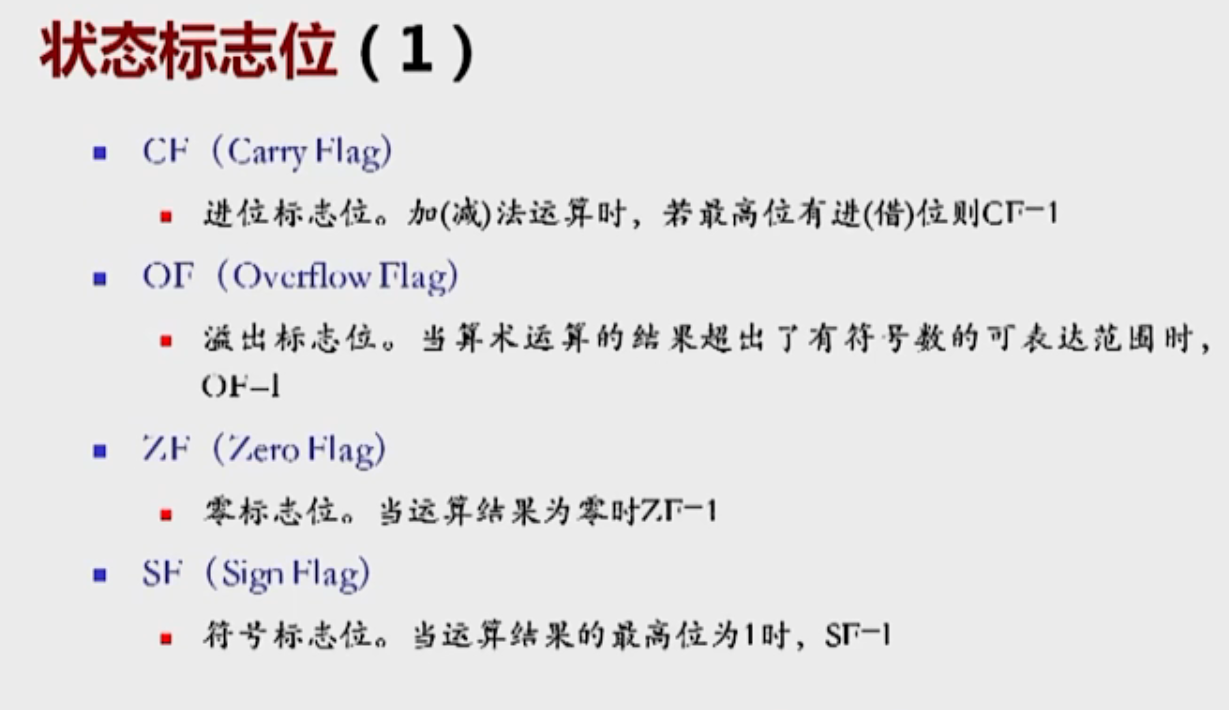 状态标志位（1）
CF（Carry Flag）
进位标志位。加(减)法运算时，若最高位有进(借)位则CF=1
OF（Overflow Flag）
溢出标志位。当算术运算的结果超出了有符号数的可表达范围时，
OF=1
ZF（Zero Flag）
零标志位。当运算结果为零时ZF=1
SF（Sign Flag）
符号标志位。当运算结果的最高位为1时，SF=1